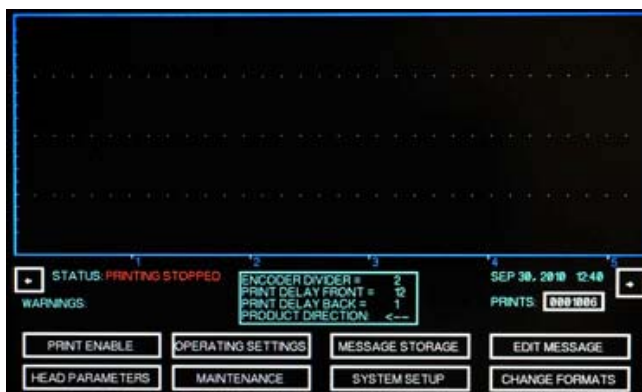 1 2 3 4 5
STATUS: PRINTING STOPPED
ENCODER DIVIDER = 2
PRINT DELAY FRONT = 12
PRINT DELAY BACK = 1
PRODUCT DIRECTION: <--
SEP 30, 2010 12:40
WARNINGS:
PRINTS: 0001006
PRINT ENABLE
OPERATING SETTINGS
MESSAGE STORAGE
EDIT MESSAGE
HEAD PARAMETERS
MAINTENANCE
SYSTEM SETUP
CHANGE FORMATS